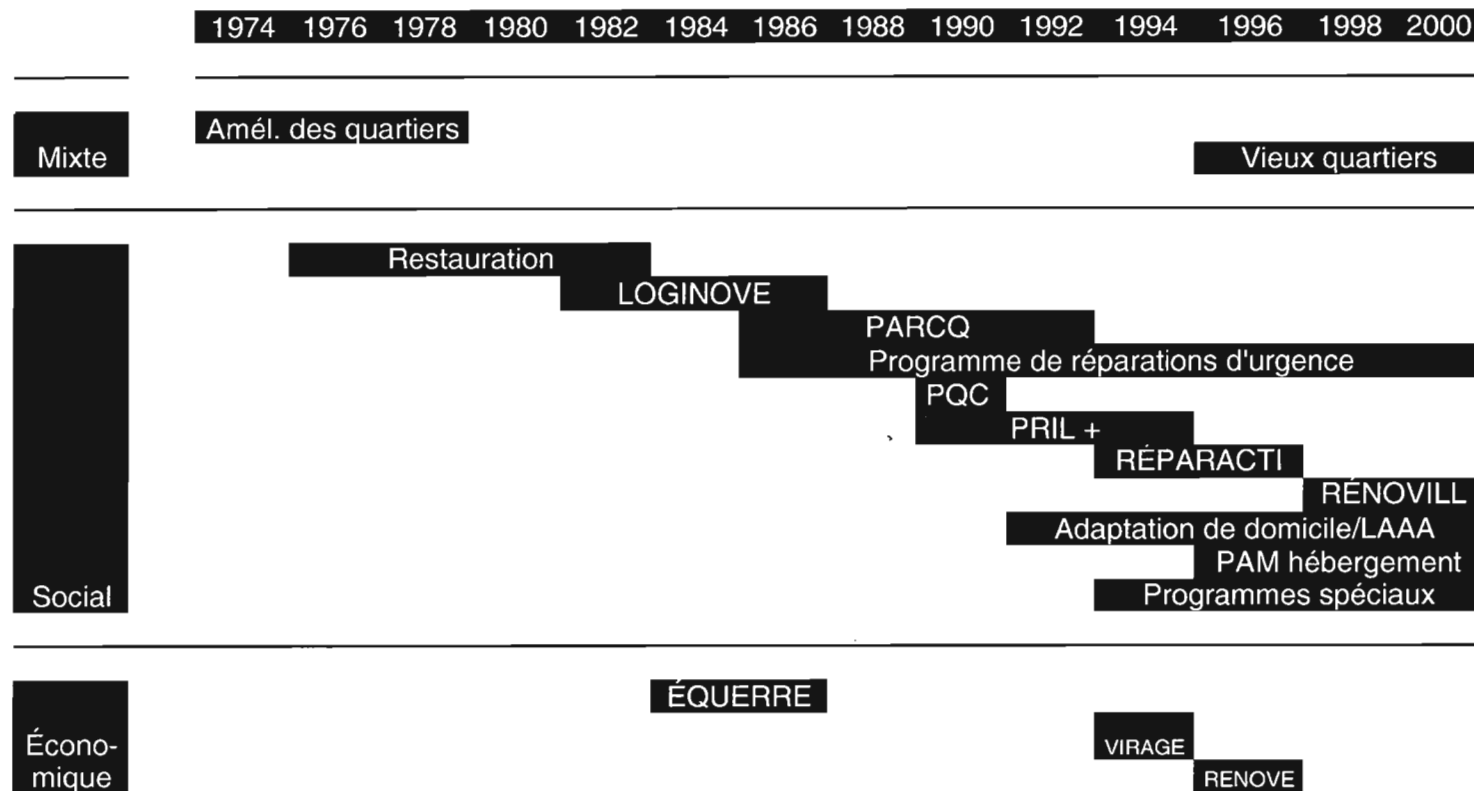 1974 1976 1978 1980 1982 1984 1986 1988 1990 1992 1994 1996 1998 2000
Amél. des quartiers
Mixte
Vieux quartiers
Restauration
LOGINOVE
PARCQ
Programme de réparations d'urgence
PQC
PRIL +
RÉPARACTI
RÉNOVILL
Adaptation de domicile/LAAA
PAM hébergement
Social
Programmes spéciaux
ÉQUERRE
Écono-
VIRAGE
mique
RENOVE